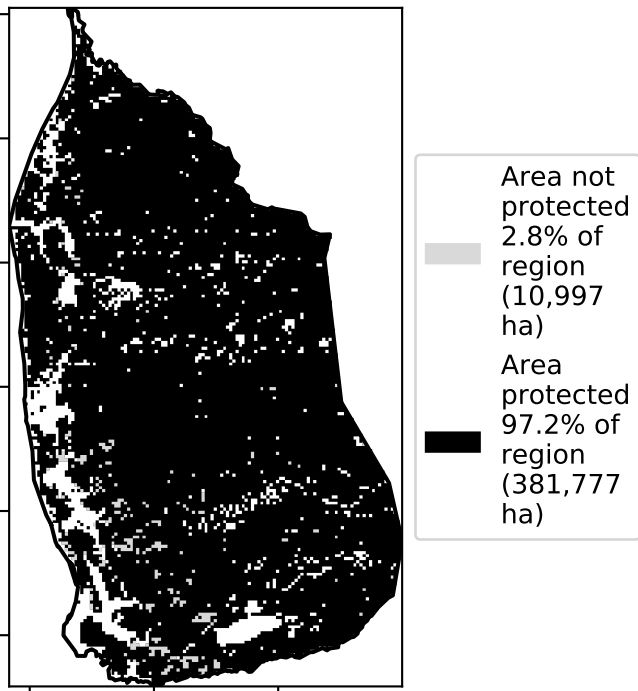 Area not
protected
2.8% of
region
(10,997
ha)
Area
protected
97.2% of
region
(381,777
ha)